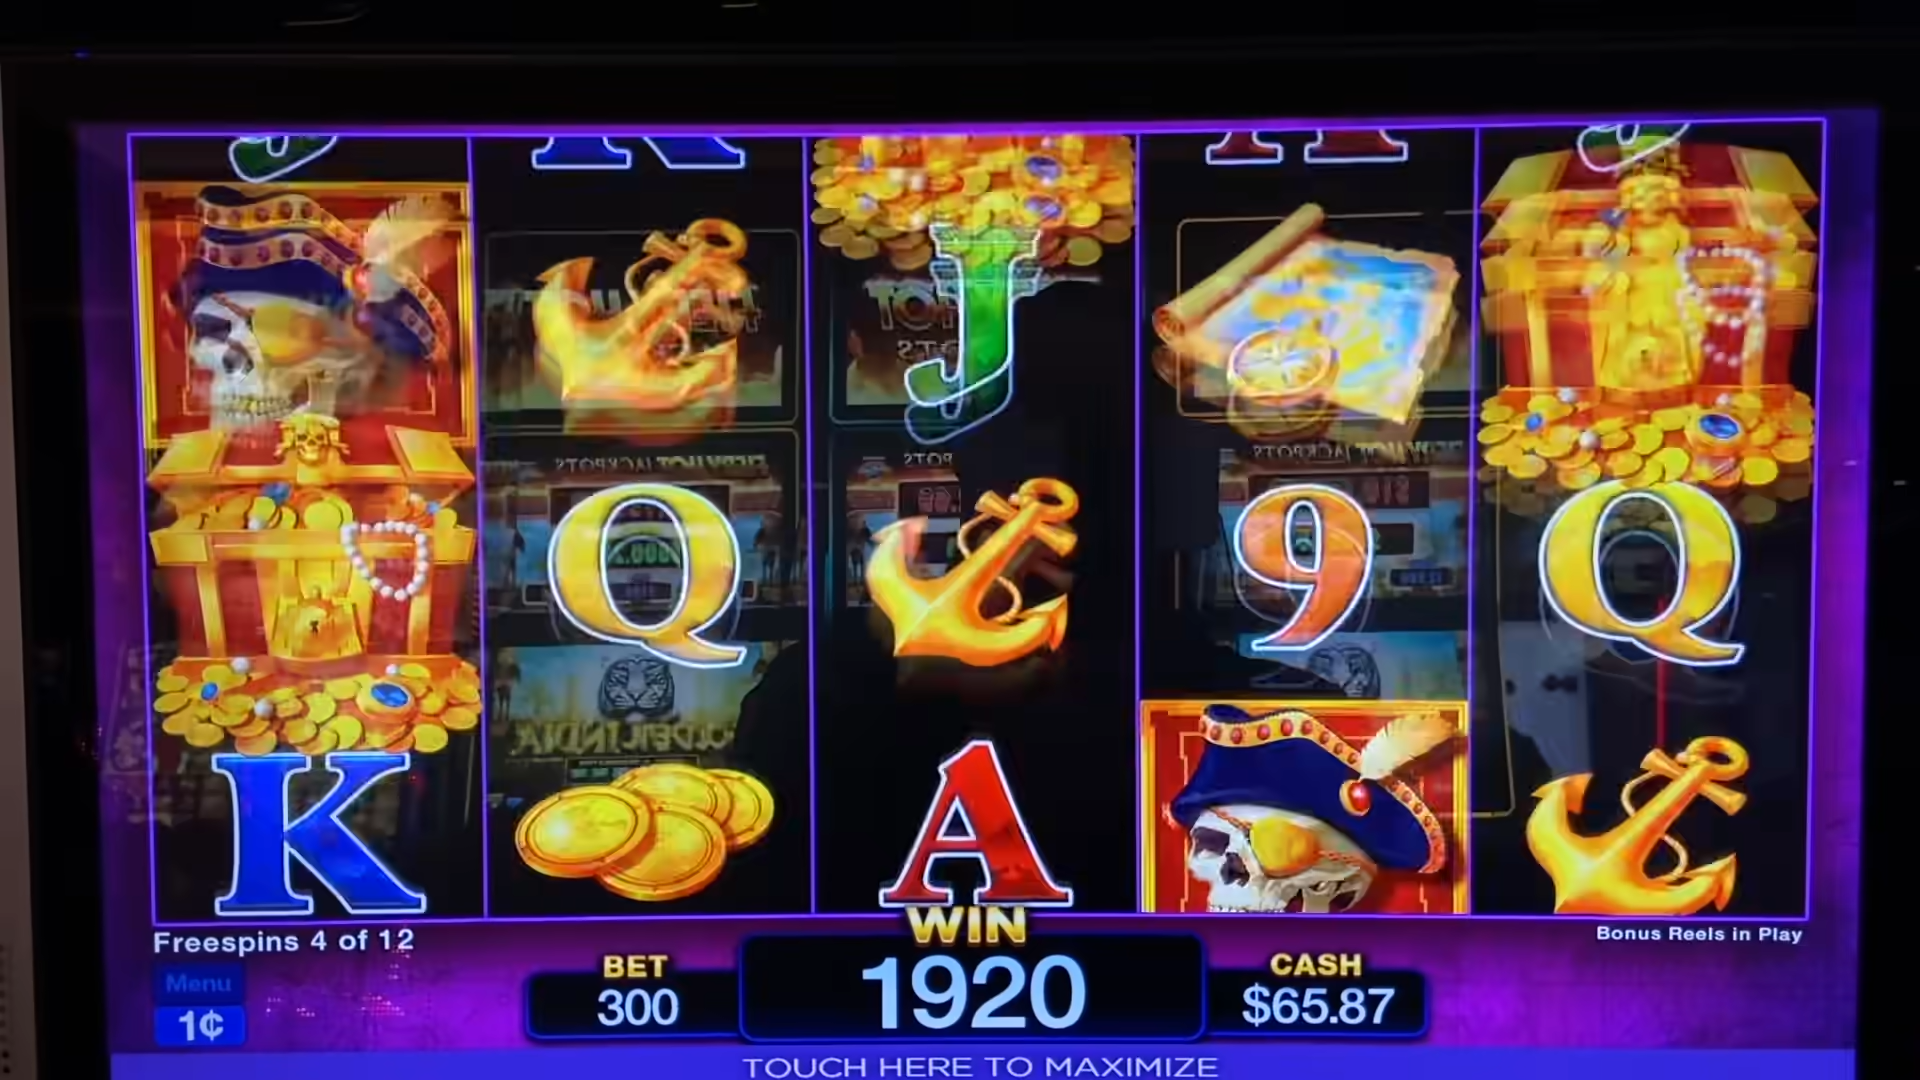 J K A J
J
Q 9 Q
K A
WIN
Freespins 4 of 12
Bonus Reels in Play
BET
CASH
Menu
300
1920
$65.87
1¢
TOUCH HERE TO MAXIMIZE